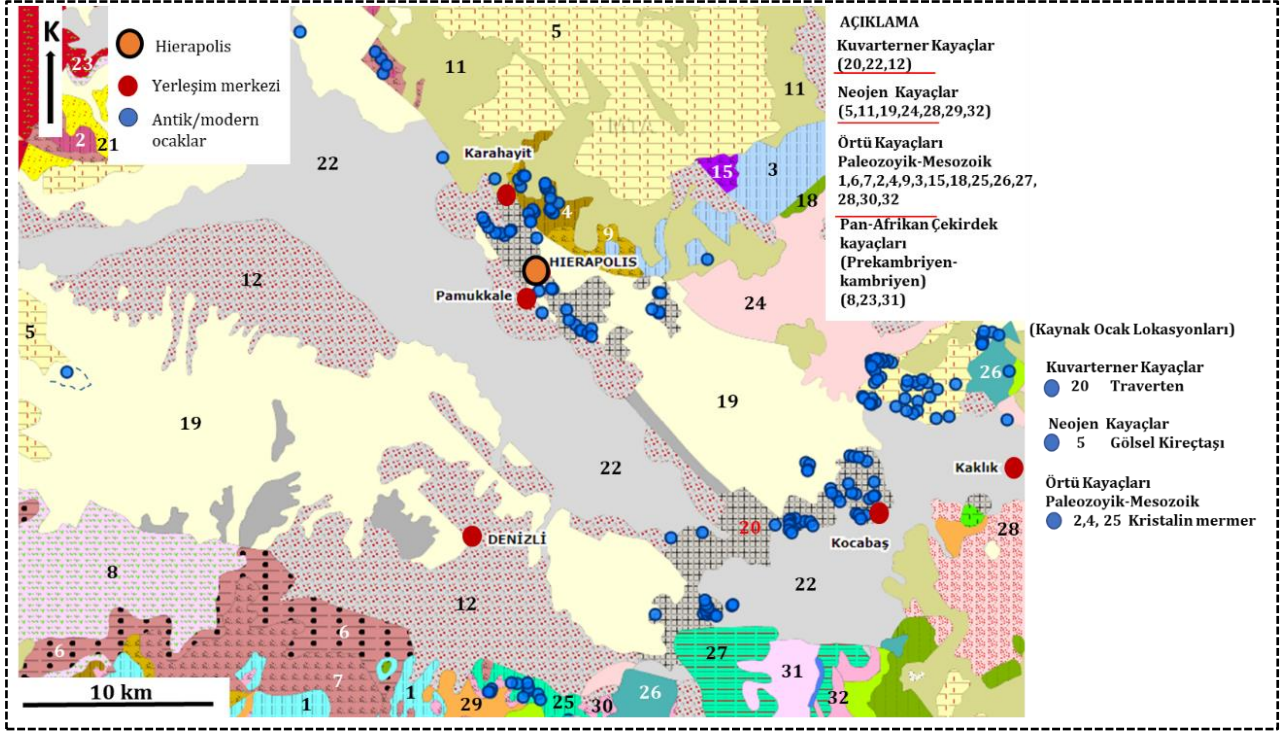 K
Hierapolis
Yerleşim merkezi
Antik/modern
ocaklar
23
2
21
5
11
11
22
Karahayit
15
3
18
4
9
HIERAPOLIS
Pamukkale
12
24
5
26
19
19
22
Kaklık
20
Kocabaş
28
DENİZLİ
8
12
22
6
6
7
27
31
32
10 km
1
1
29
25
30
26
AÇIKLAMA
Kuvarterner Kayaçlar
(20,22,12)
Neojen Kayaçlar
(5,11,19,24,28,29,32)
Örtü Kayaçları
Paleozoyik-Mesozoik
1,6,7,2,4,9,3,15,18,25,26,27,
28,30,32
Pan-Afrikan Çekirdek
kayaçları
(Prekambriyen-
kambriyen)
(8,23,31)
(Kaynak Ocak Lokasyonları)
Kuvarterner Kayaçlar
20 Traverten
Neojen Kayaçlar
5 Gölsel Kireçtaşı
Örtü Kayaçları
Paleozoyik-Mesozoik
2,4, 25 Kristalin mermer